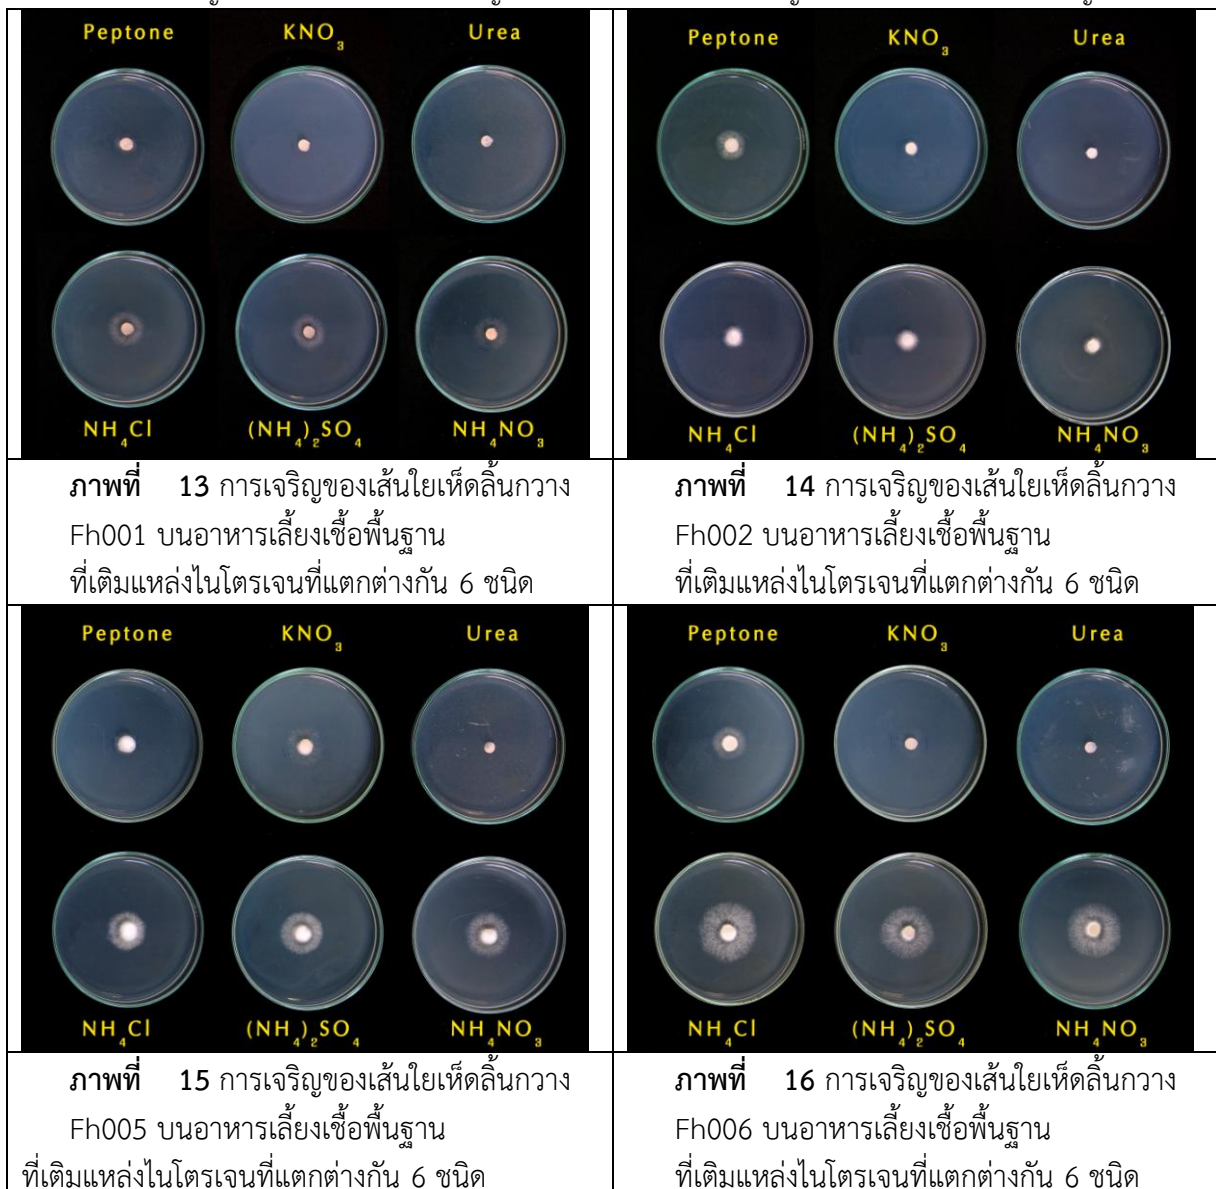 Peptone KNO3 Urea
NH4Cl (NH4)2SO4 NH4NO3
ภาพที่ 13 การเจริญของเส้นใยเห็ดลิ้นกวาง
Fh001 บนอาหารเลี้ยงเชื้อพื้นฐาน
ที่เติมแหล่งไนโตรเจนที่แตกต่างกัน 6 ชนิด
Peptone KNO3 Urea
NH4Cl (NH4)2SO4 NH4NO3
ภาพที่ 14 การเจริญของเส้นใยเห็ดลิ้นกวาง
Fh002 บนอาหารเลี้ยงเชื้อพื้นฐาน
ที่เติมแหล่งไนโตรเจนที่แตกต่างกัน 6 ชนิด
Peptone KNO3 Urea
NH4Cl (NH4)2SO4 NH4NO3
ภาพที่ 15 การเจริญของเส้นใยเห็ดลิ้นกวาง
Fh005 บนอาหารเลี้ยงเชื้อพื้นฐาน
ที่เติมแหล่งไนโตรเจนที่แตกต่างกัน 6 ชนิด
Peptone KNO3 Urea
NH4Cl (NH4)2SO4 NH4NO3
ภาพที่ 16 การเจริญของเส้นใยเห็ดลิ้นกวาง
Fh006 บนอาหารเลี้ยงเชื้อพื้นฐาน
ที่เติมแหล่งไนโตรเจนที่แตกต่างกัน 6 ชนิด